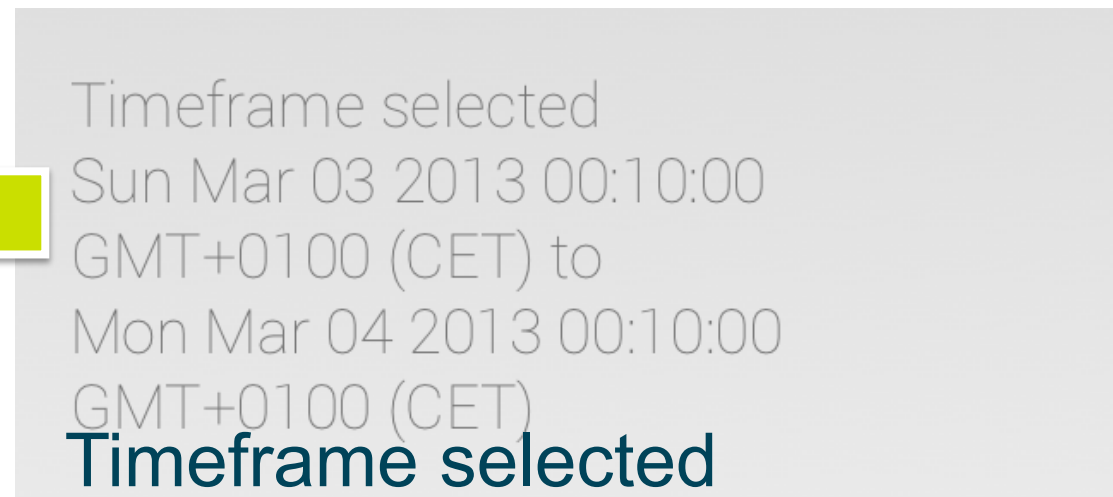 Timeframe selected
Sun Mar 03 2013 00:10:00
GMT+0100 (CET) to
Mon Mar 04 2013 00:10:00
GMT+0100 (CET)
Timeframe selected